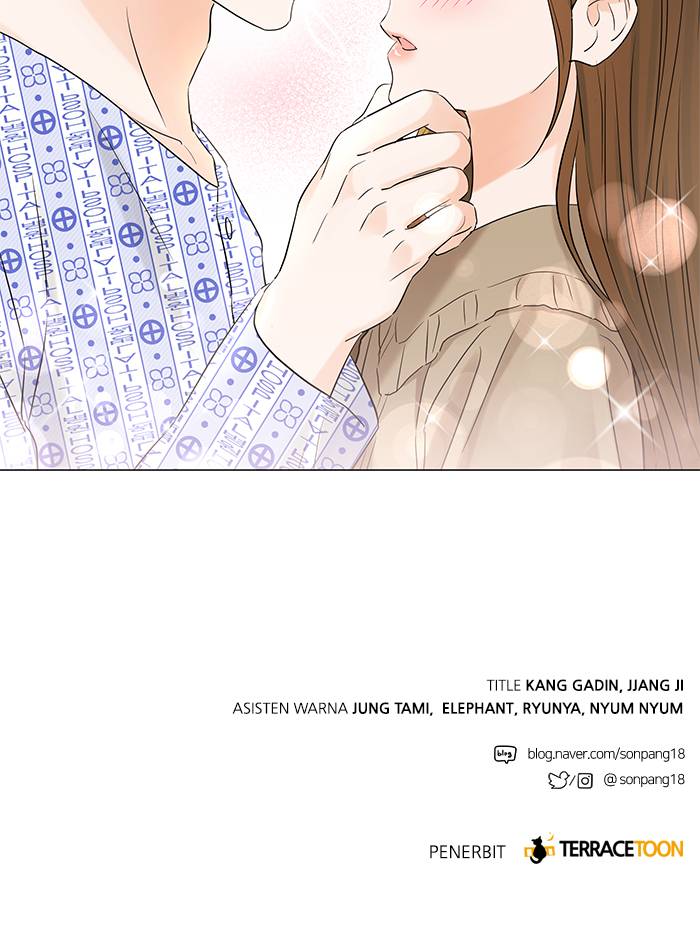 TITLE KANG GADIN, JJANG JI
ASISTEN WARNA JUNG TAMI, ELEPHANT, RYUNYA, NYUM NYUM
blog blog.naver.com/sonpang18
/ @sonpang18
PENERBIT TERRACETOON